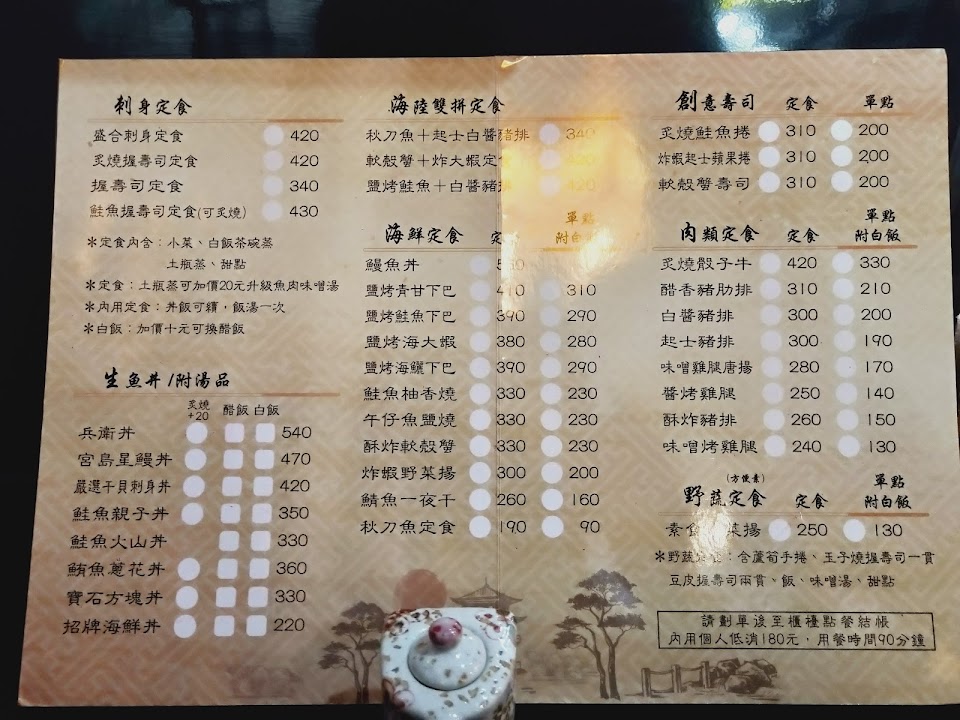 刺身定食
盛合刺身定食 420
炙燒握壽司定食 420
握壽司定食 340
鮭魚握壽司定食(可炙燒) 430
＊定食內含：小菜、白飯茶碗蒸
土瓶蒸、甜點
＊定食：土瓶蒸可加價20元升級魚肉味噌湯
＊內用定食：丼飯可續，飯湯一次
＊白飯：加價十元可換醋飯
生魚丼/附湯品
炙燒+20 醋飯 白飯
兵衛丼 540
宮島星鰻丼 470
嚴選干貝刺身丼 420
鮭魚親子丼 350
鮭魚火山丼 330
鮪魚蔥花丼 360
寶石方塊丼 330
招牌海鮮丼 220
海陸雙拼定食
秋刀魚＋起士白醬豬排 340
軟殼蟹＋炸大蝦定食 420
鹽烤鮭魚＋白醬豬排 420
海鮮定食 定 單點
附白
鰻魚丼
鹽烤青甘下巴 410 310
鹽烤鮭魚下巴 390 290
鹽烤海大蝦 380 280
鹽烤海鱺下巴 390 290
鮭魚柚香燒 330 230
午仔魚鹽燒 330 230
酥炸軟殼蟹 330 230
炸蝦野菜揚 300 200
鯖魚一夜干 260 160
秋刀魚定食 190 90
創意壽司 定食 單點
炙燒鮭魚捲 310 200
炸蝦起士蘋果捲 310 200
軟殼蟹壽司 310 200
肉類定食 定食 單點
附白飯
炙燒骰子牛 420 330
醋香豬肋排 310 210
白醬豬排 300 200
起士豬排 300 190
味噌雞腿唐揚 280 170
醬烤雞腿 250 140
酥炸豬排 260 150
味噌烤雞腿 240 130
(方便素)
野蔬定食 定食 單點
附白飯
素食 菜揚 250 130
＊野蔬定食：含蘆筍手捲、玉子燒握壽司一貫
豆皮握壽司兩貫、飯、味噌湯、甜點
請劃單後至櫃檯點餐結帳
內用個人低消180元，用餐時間90分鐘